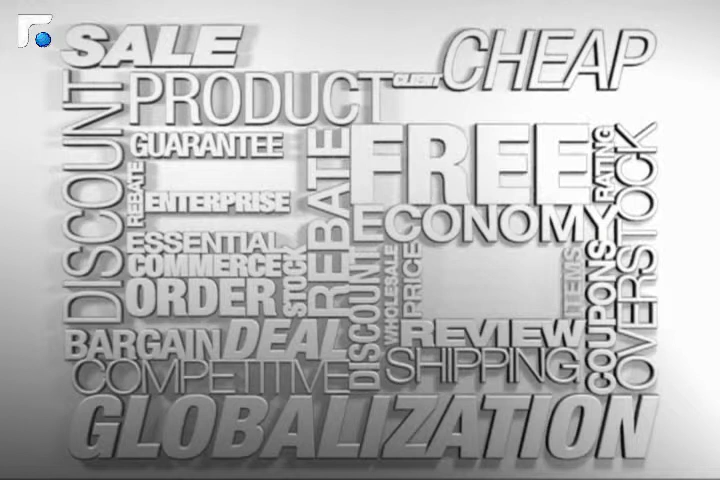 SALE
CHEAP
PRODUCT
CLIENT
DISCOUNT
GUARANTEE
FREE
RATING
REBATE
ENTERPRISE
REBATE
ECONOMY
OVERSTOCK
ESSENTIAL
COMMERCE
STOCK
ORDER
DISCOUNT
WHOLESALE
PRICE
ITEMS
COUPONS
BARGAIN
DEAL
REVIEW
COMPETITIVE
SHIPPING
GLOBALIZATION